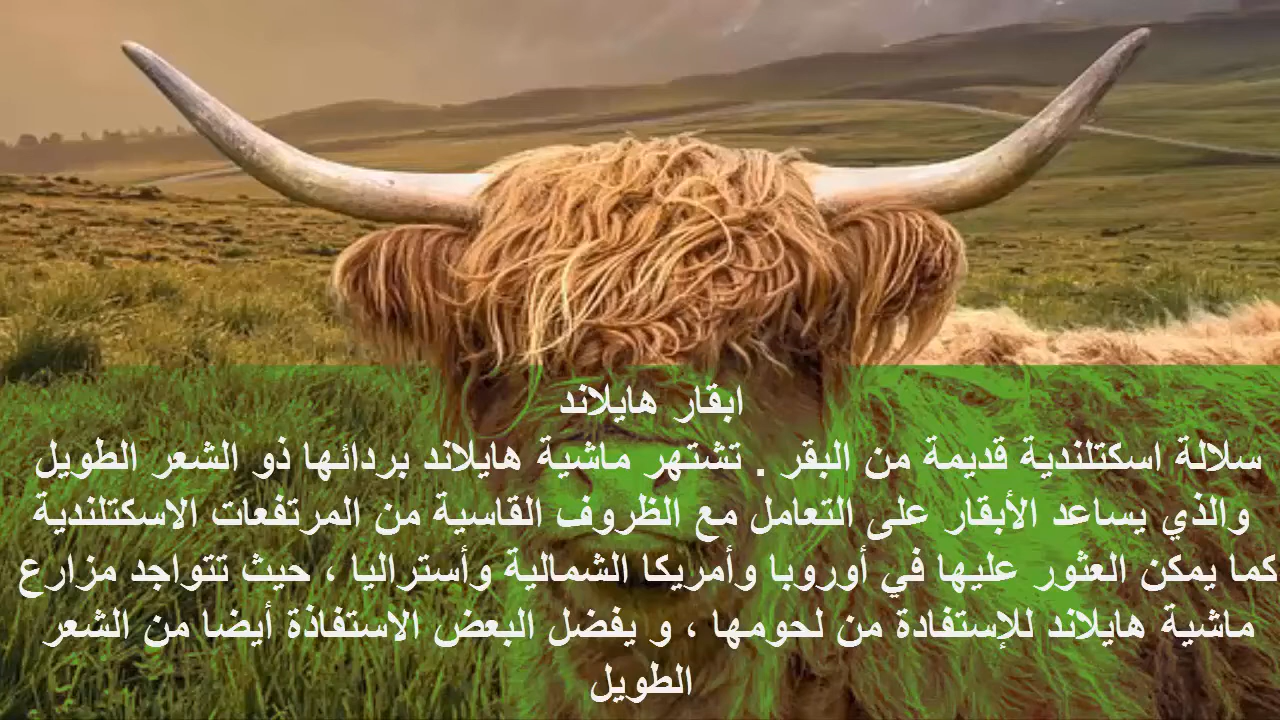 ابقار هايلاند
سلالة اسكتلندية قديمة من البقر . تشتهر ماشية هايلاند بردائها ذو الشعر الطويل
والذي يساعد الأبقار على التعامل مع الظروف القاسية من المرتفعات الاسكتلندية
كما يمكن العثور عليها في أوروبا وأمريكا الشمالية وأستراليا ، حيث تتواجد مزارع
ماشية هايلاند للإستفادة من لحومها ، و يفضل البعض الاستفاذة أيضا من الشعر
الطويل